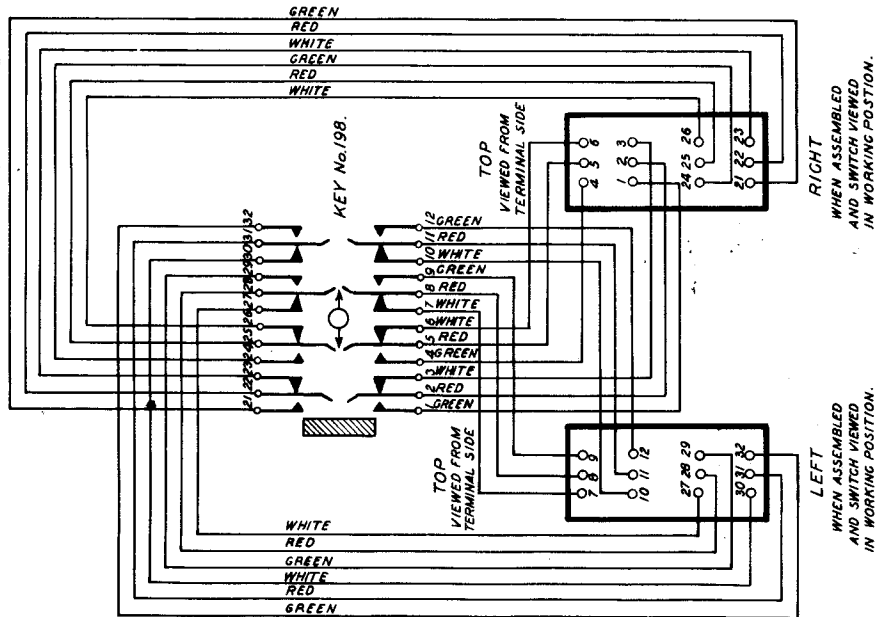 GREEN
RED
WHITE
GREEN
RED
WHITE
KEY No.198.
TOP
VIEWED FROM
TERMINAL SIDE
6 3 26 23
5 2 25 22
4 1 24 21
RIGHT
WHEN ASSEMBLED
AND SWITCH VIEWED
IN WORKING POSTION.
32 12 GREEN
31 11 RED
30 10 WHITE
29 9 GREEN
28 8 RED
27 7 WHITE
26 6 WHITE
25 5 RED
24 4 GREEN
23 3 WHITE
22 2 RED
21 1 GREEN
TOP
VIEWED FROM
TERMINAL SIDE
9 12 29 32
8 11 28 31
7 10 27 30
LEFT
WHEN ASSEMBLED
AND SWITCH VIEWED
IN WORKING POSITION.
WHITE
RED
GREEN
WHITE
RED
GREEN